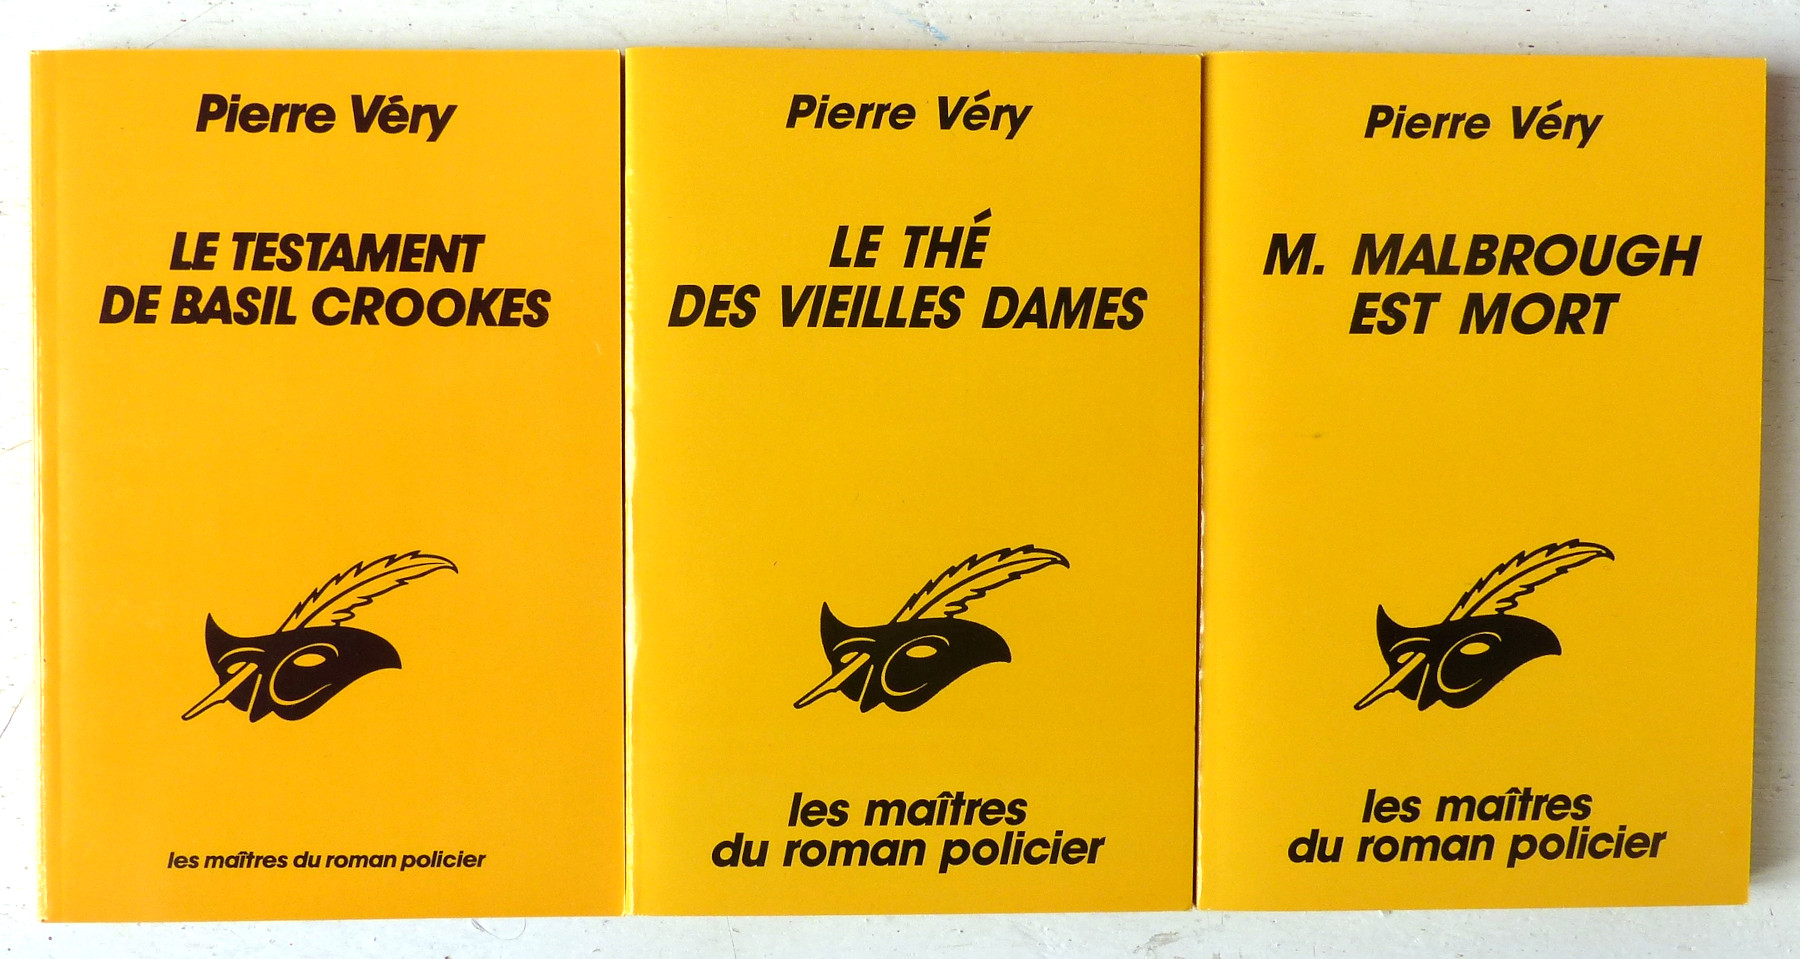 Pierre Véry
LE TESTAMENT
DE BASIL CROOKES
les maîtres du roman policier
Pierre Véry
LE THÉ
DES VIEILLES DAMES
les maîtres
du roman policier
Pierre Véry
M. MALBROUGH
EST MORT
les maîtres
du roman policier